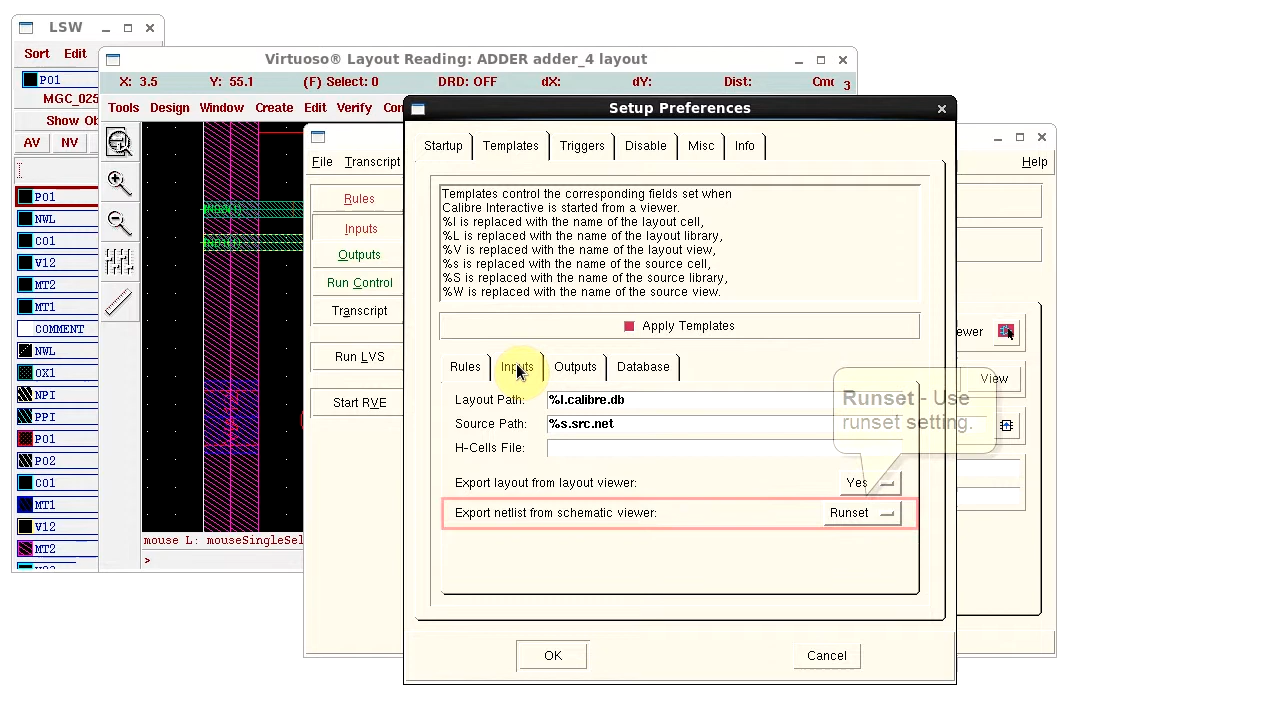 LSW
Sort Edit
PO1
MGC_025
Show Ob
AV NV
PO1
NWL
CO1
V12
MT2
MT1
COMMENT
NWL
OX1
NPI
PPI
PO1
PO2
CO1
MT1
V12
MT2
Virtuoso® Layout Reading: ADDER adder_4 layout
X: 3.5 Y: 55.1 (F) Select: 0 DRD: OFF dX: dY: Dist: Cmd 3
Tools Design Window Create Edit Verify Con
mouse L: mouseSingleSel
>
File Transcript Help
Rules
Inputs
Outputs
Run Control
Transcript
Run LVS
Start RVE
ewer
View
Setup Preferences
Startup Templates Triggers Disable Misc Info
Templates control the corresponding fields set when
Calibre Interactive is started from a viewer.
%l is replaced with the name of the layout cell,
%L is replaced with the name of the layout library,
%V is replaced with the name of the layout view,
%s is replaced with the name of the source cell,
%S is replaced with the name of the source library,
%W is replaced with the name of the source view.
Apply Templates
Rules Inputs Outputs Database
Layout Path: %l.calibre.db
Source Path: %s.src.net
H-Cells File:
Export layout from layout viewer: Yes
Export netlist from schematic viewer: Runset
Runset - Use
runset setting.
OK Cancel